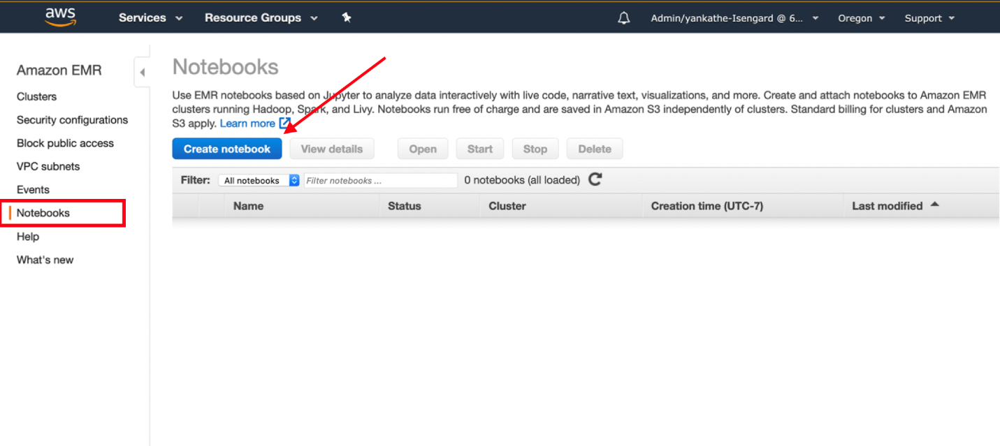 aws Services Resource Groups Admin/yankathe-Isengard @ 6... Oregon Support
Amazon EMR
Clusters
Security configurations
Block public access
VPC subnets
Events
Notebooks
Help
What's new
Notebooks
Use EMR notebooks based on Jupyter to analyze data interactively with live code, narrative text, visualizations, and more. Create and attach notebooks to Amazon EMR
clusters running Hadoop, Spark, and Livy. Notebooks run free of charge and are saved in Amazon S3 independently of clusters. Standard billing for clusters and Amazon
S3 apply. Learn more
Create notebook View details Open Start Stop Delete
Filter: All notebooks Filter notebooks ... 0 notebooks (all loaded)
Name Status Cluster Creation time (UTC-7) Last modified